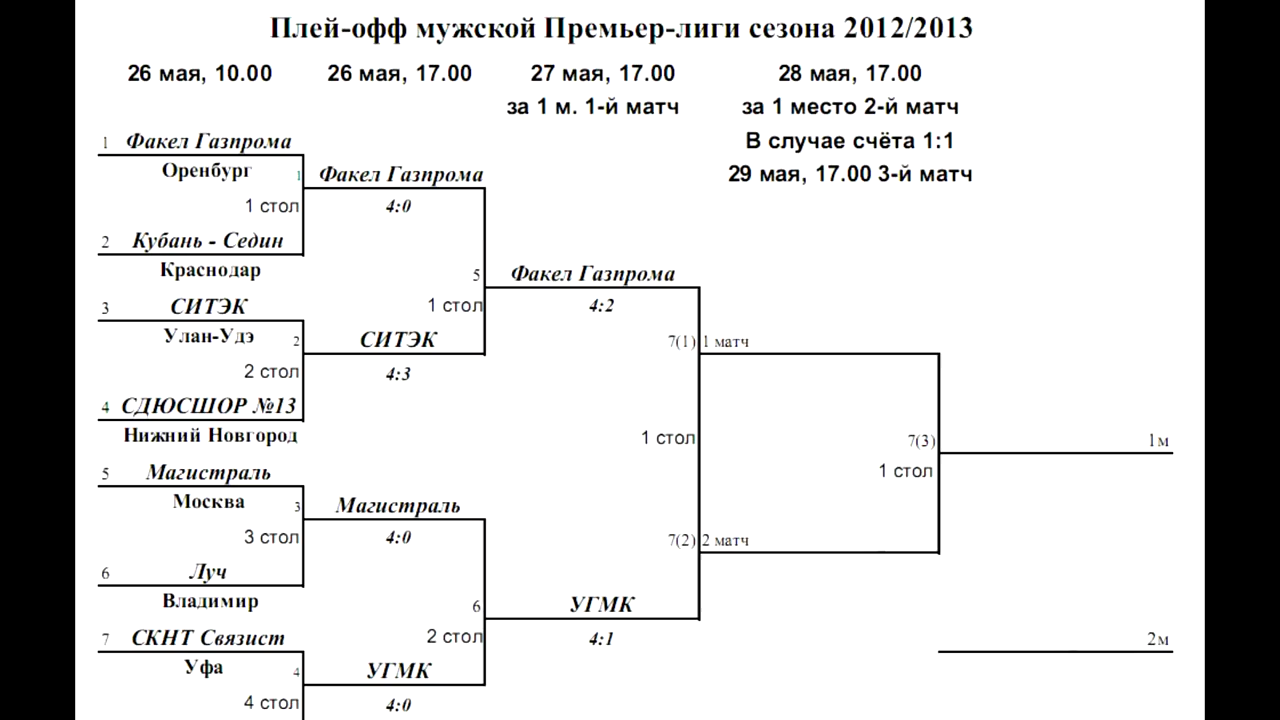 Плей-офф мужской Премьер-лиги сезона 2012/2013
26 мая, 10.00 26 мая, 17.00 27 мая, 17.00 28 мая, 17.00
за 1 м. 1-й матч за 1 место 2-й матч
В случае счёта 1:1
29 мая, 17.00 3-й матч
1 Факел Газпрома
Оренбург 1 Факел Газпрома
1 стол 4:0
2 Кубань - Седин
Краснодар 5 Факел Газпрома
3 СИТЭК 1 стол 4:2
Улан-Удэ 2 СИТЭК 7(1) 1 матч
2 стол 4:3
4 СДЮСШОР №13
Нижний Новгород 1 стол 7(3) 1м
5 Магистраль 1 стол
Москва 3 Магистраль
3 стол 4:0 7(2) 2 матч
6 Луч
Владимир 6 УГМК
7 СКНТ Связист 2 стол 4:1 2м
Уфа 4 УГМК
4 стол 4:0